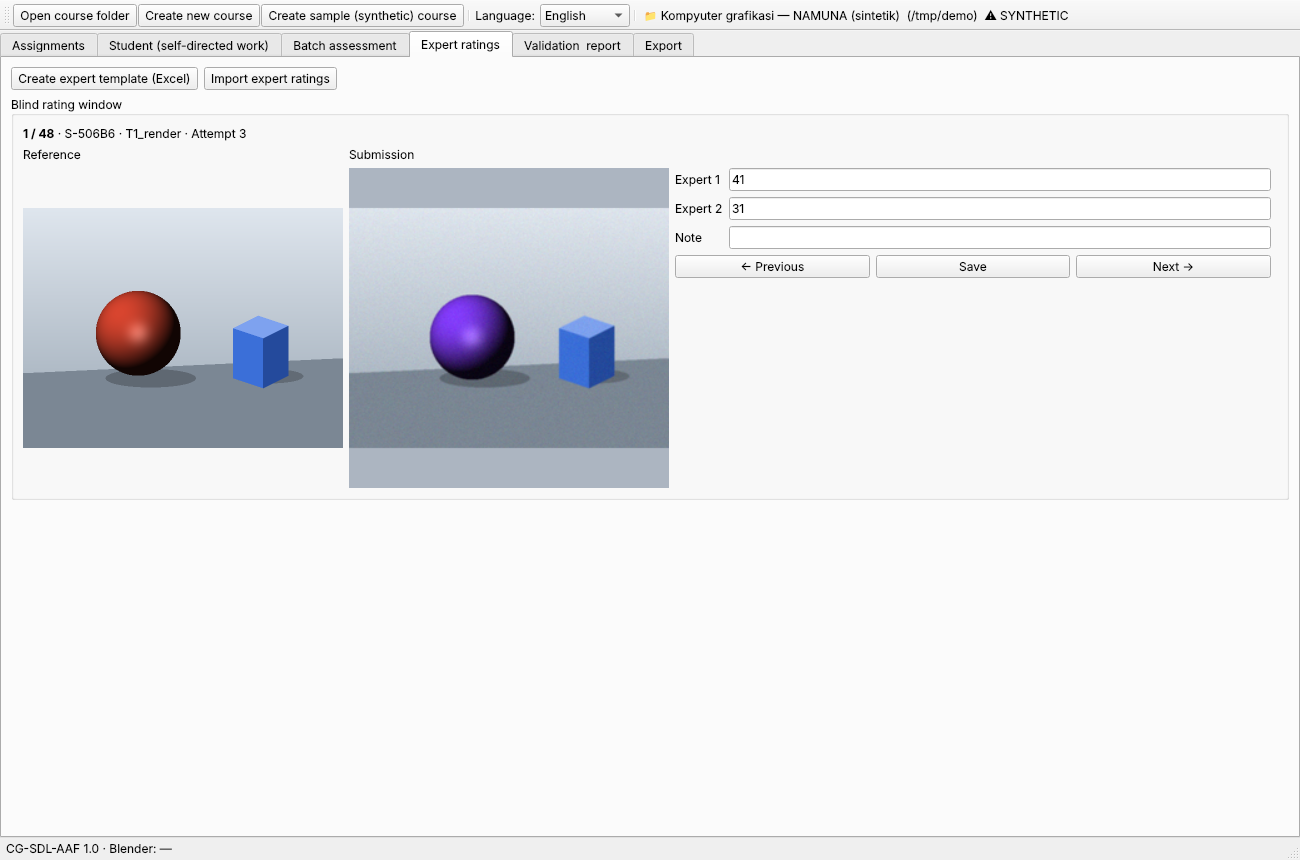 Open course folder Create new course Create sample (synthetic) course Language: English 📁 Kompyuter grafikasi — NAMUNA (sintetik) (/tmp/demo) ⚠ SYNTHETIC
Assignments Student (self-directed work) Batch assessment Expert ratings Validation report Export
Create expert template (Excel) Import expert ratings
Blind rating window
1 / 48 · S-506B6 · T1_render · Attempt 3
Reference Submission
Expert 1 41
Expert 2 31
Note
← Previous Save Next →
CG-SDL-AAF 1.0 · Blender: —